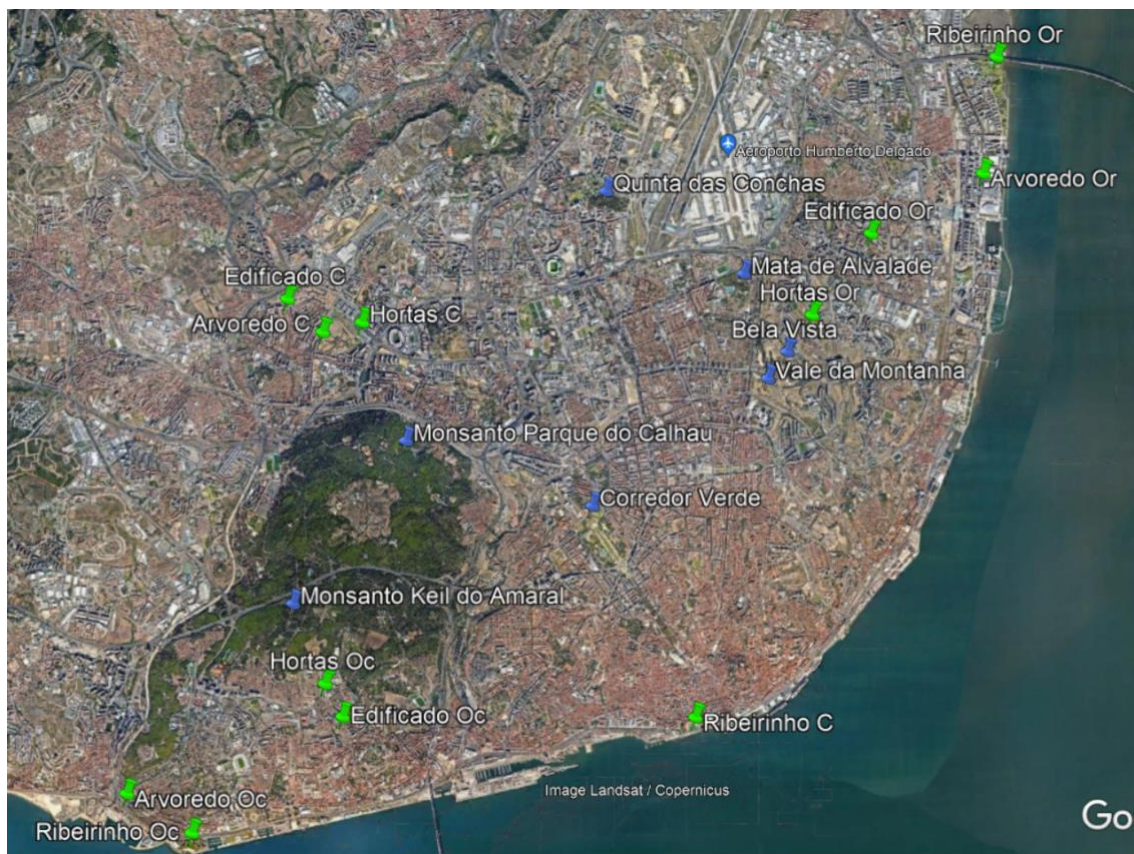 Ribeirinho Or
Aeroporto Humberto Delgado
Quinta das Conchas
Arvoredo Or
Edificado Or
Mata de Alvalade
Edificado C
Hortas Or
Hortas C
Arvoredo C
Bela Vista
Vale da Montanha
Monsanto Parque do Calhau
Corredor Verde
Monsanto Keil do Amaral
Hortas Oc
Edificado Oc
Ribeirinho C
Image Landsat / Copernicus
Arvoredo Oc
Go
Ribeirinho Oc